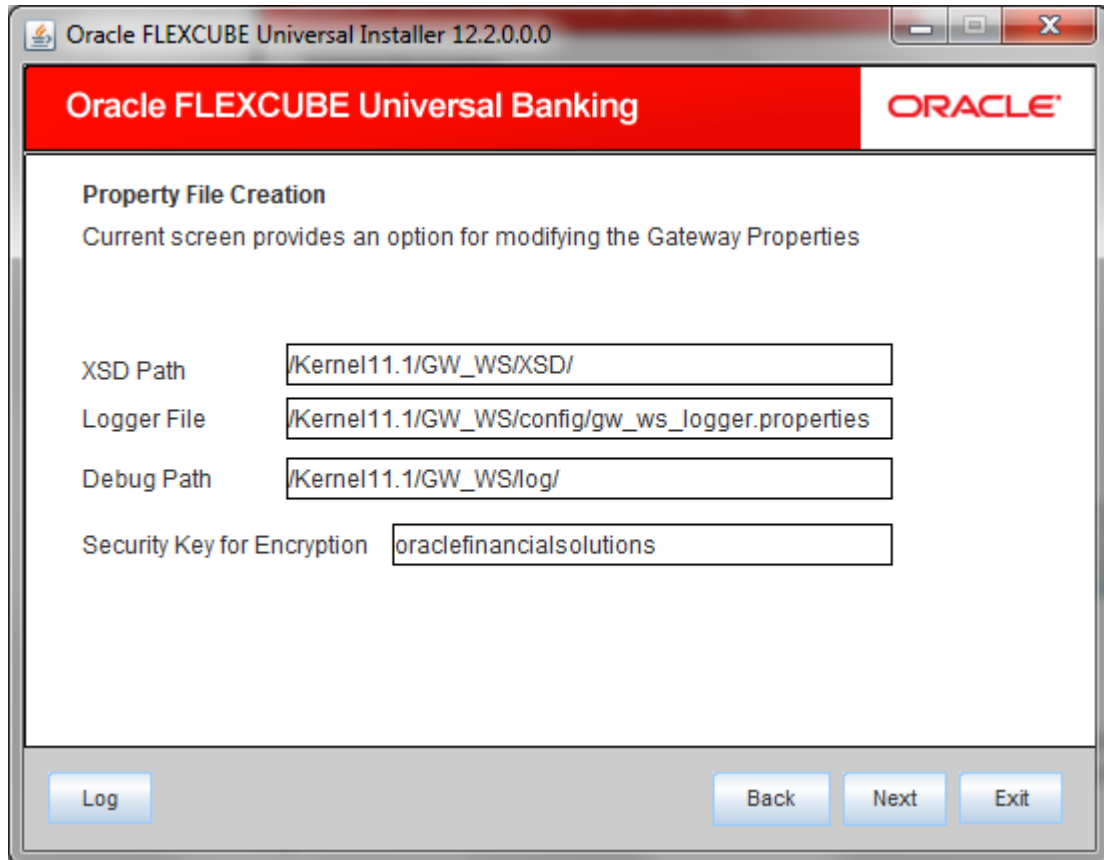 Oracle FLEXCUBE Universal Installer 12.2.0.0.0
Oracle FLEXCUBE Universal Banking
ORACLE
Property File Creation
Current screen provides an option for modifying the Gateway Properties
XSD Path /Kernel11.1/GW_WS/XSD/
Logger File /Kernel11.1/GW_WS/config/gw_ws_logger.properties
Debug Path /Kernel11.1/GW_WS/log/
Security Key for Encryption oraclefinancialsolutions
Log Back Next Exit